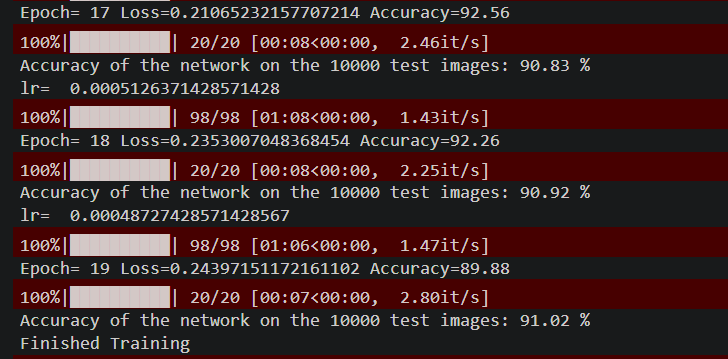 Epoch= 17 Loss=0.21065232157707214 Accuracy=92.56
100%|██████████| 20/20 [00:08<00:00,  2.46it/s]
Accuracy of the network on the 10000 test images: 90.83 %
lr=  0.0005126371428571428
100%|██████████| 98/98 [01:08<00:00,  1.43it/s]
Epoch= 18 Loss=0.2353007048368454 Accuracy=92.26
100%|██████████| 20/20 [00:08<00:00,  2.25it/s]
Accuracy of the network on the 10000 test images: 90.92 %
lr=  0.00048727428571428567
100%|██████████| 98/98 [01:06<00:00,  1.47it/s]
Epoch= 19 Loss=0.24397151172161102 Accuracy=89.88
100%|██████████| 20/20 [00:07<00:00,  2.80it/s]
Accuracy of the network on the 10000 test images: 91.02 %
Finished Training